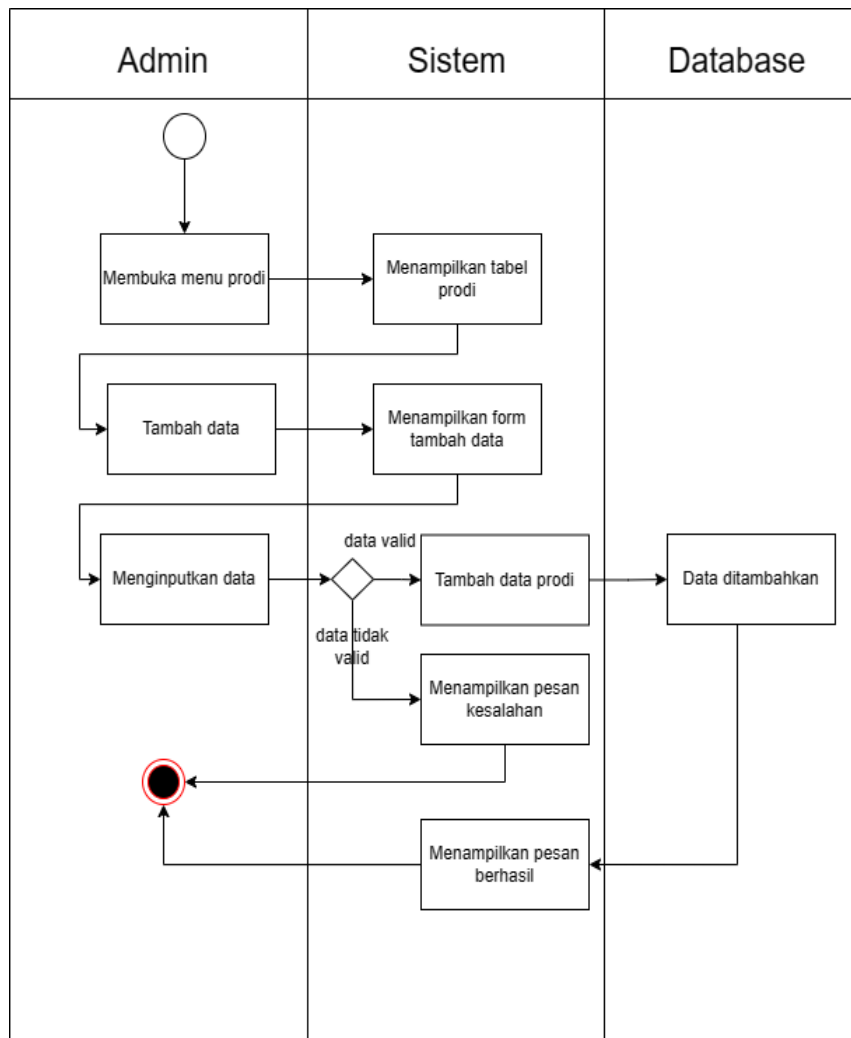 Admin
Sistem
Database
Membuka menu prodi
Menampilkan tabel
prodi
Tambah data
Menampilkan form
tambah data
Menginputkan data
data valid
Tambah data prodi
Data ditambahkan
data tidak
valid
Menampilkan pesan
kesalahan
Menampilkan pesan
berhasil